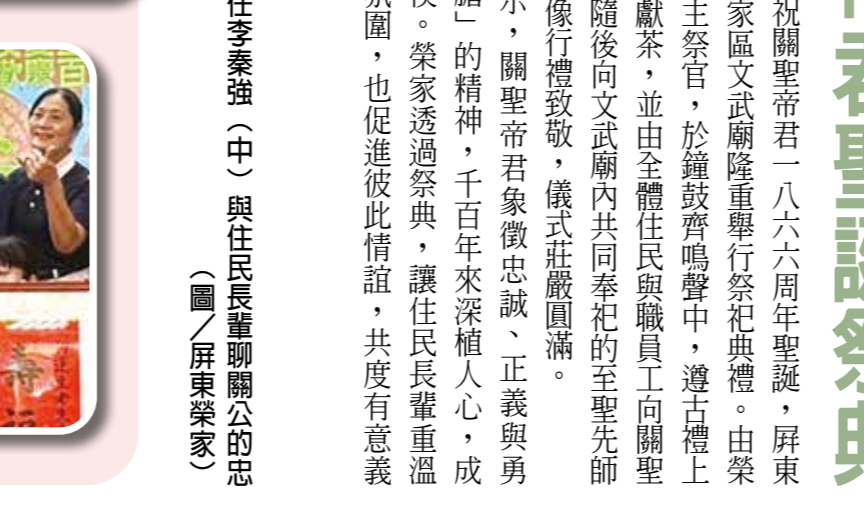 君聖誕祭典
祝關聖帝君一八六六周年聖誕，屏東
家區文武廟隆重舉行祭祀典禮。由榮
主祭官，於鐘鼓齊鳴聲中，遵古禮上
獻茶，並由全體住民與職員工向關聖
隨後向文武廟內共同奉祀的至聖先師
像行禮致敬，儀式莊嚴圓滿。
示，關聖帝君象徵忠誠、正義與勇
」的精神，千百年來深植人心，成
。榮家透過祭典，讓住民長輩重溫
氛圍，也促進彼此情誼，共度有意義
任李秦強（中）與住民長輩聊關公的忠
（圖／屏東榮家）
壽